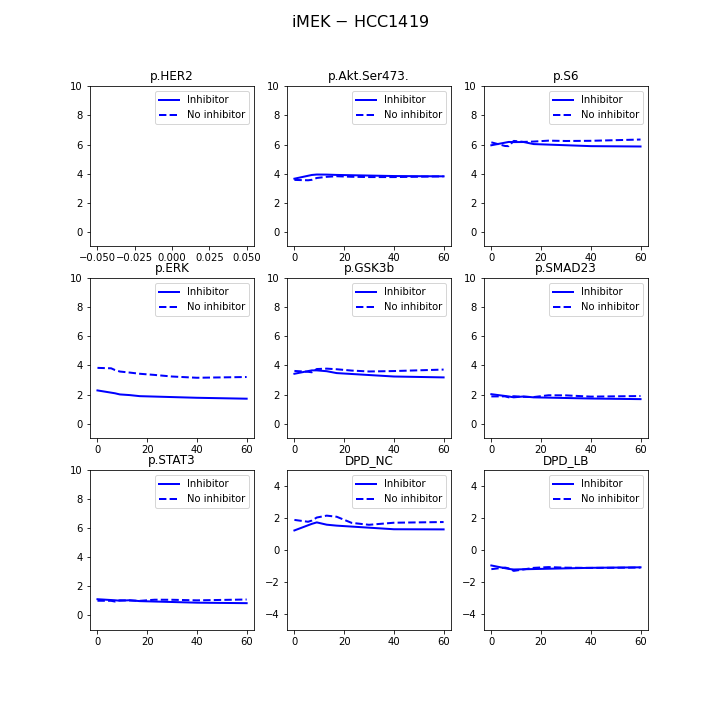 iMEK − HCC1419
p.HER2 p.Akt.Ser473. p.S6
10 10 10
Inhibitor Inhibitor Inhibitor
8 No inhibitor 8 No inhibitor 8 No inhibitor
6 6 6
4 4 4
2 2 2
0 0 0
−0.050 −0.025 0.000 0.025 0.050 0 20 40 60 0 20 40 60
p.ERK p.GSK3b p.SMAD23
10 10 10
Inhibitor Inhibitor Inhibitor
8 No inhibitor 8 No inhibitor 8 No inhibitor
6 6 6
4 4 4
2 2 2
0 0 0
0 20 40 60 0 20 40 60 0 20 40 60
p.STAT3 DPD_NC DPD_LB
10 Inhibitor 4 Inhibitor 4 Inhibitor
8 No inhibitor No inhibitor No inhibitor
6 2 2
4 0 0
2 −2 −2
0 −4 −4
0 20 40 60 0 20 40 60 0 20 40 60